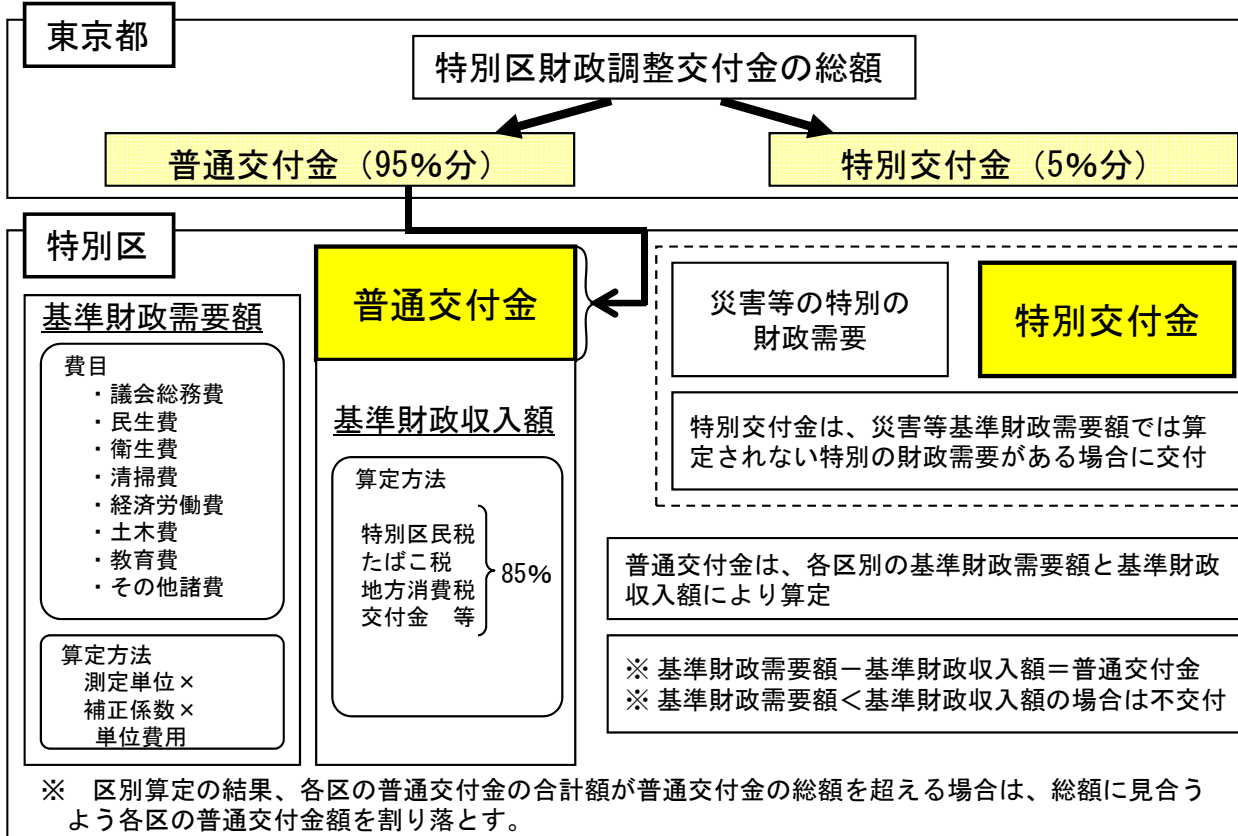 東京都
特別区財政調整交付金の総額
普通交付金（95%分）
特別交付金（5%分）
特別区
基準財政需要額
費目
・議会総務費
・民生費
・衛生費
・清掃費
・経済労働費
・土木費
・教育費
・その他諸費
算定方法
測定単位×
補正係数×
単位費用
普通交付金
基準財政収入額
算定方法
特別区民税
たばこ税
地方消費税
交付金　等
85%
災害等の特別の
財政需要
特別交付金
特別交付金は、災害等基準財政需要額では算
定されない特別の財政需要がある場合に交付
普通交付金は、各区別の基準財政需要額と基準財政
収入額により算定
※ 基準財政需要額－基準財政収入額＝普通交付金
※ 基準財政需要額＜基準財政収入額の場合は不交付
※　区別算定の結果、各区の普通交付金の合計額が普通交付金の総額を超える場合は、総額に見合う
よう各区の普通交付金額を割り落とす。